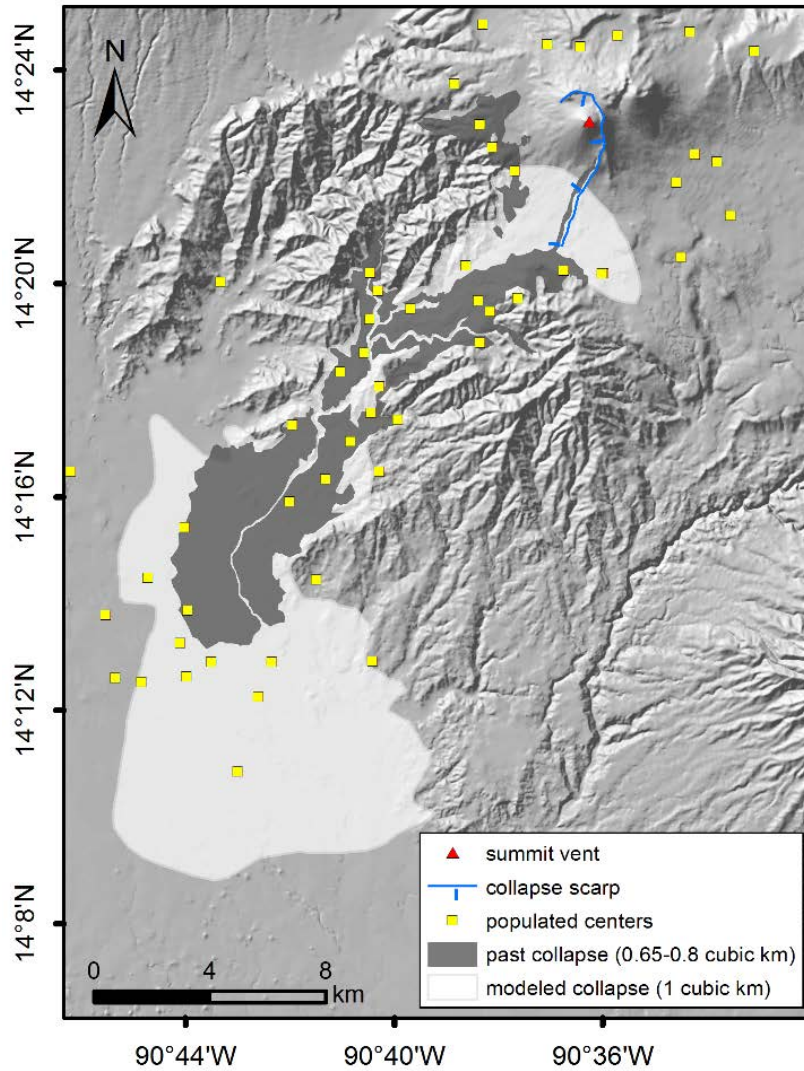 N
14°24'N
14°20'N
14°16'N
14°12'N
14°8'N
summit vent
collapse scarp
populated centers
past collapse (0.65-0.8 cubic km)
modeled collapse (1 cubic km)
0 4 8
km
90°44'W 90°40'W 90°36'W